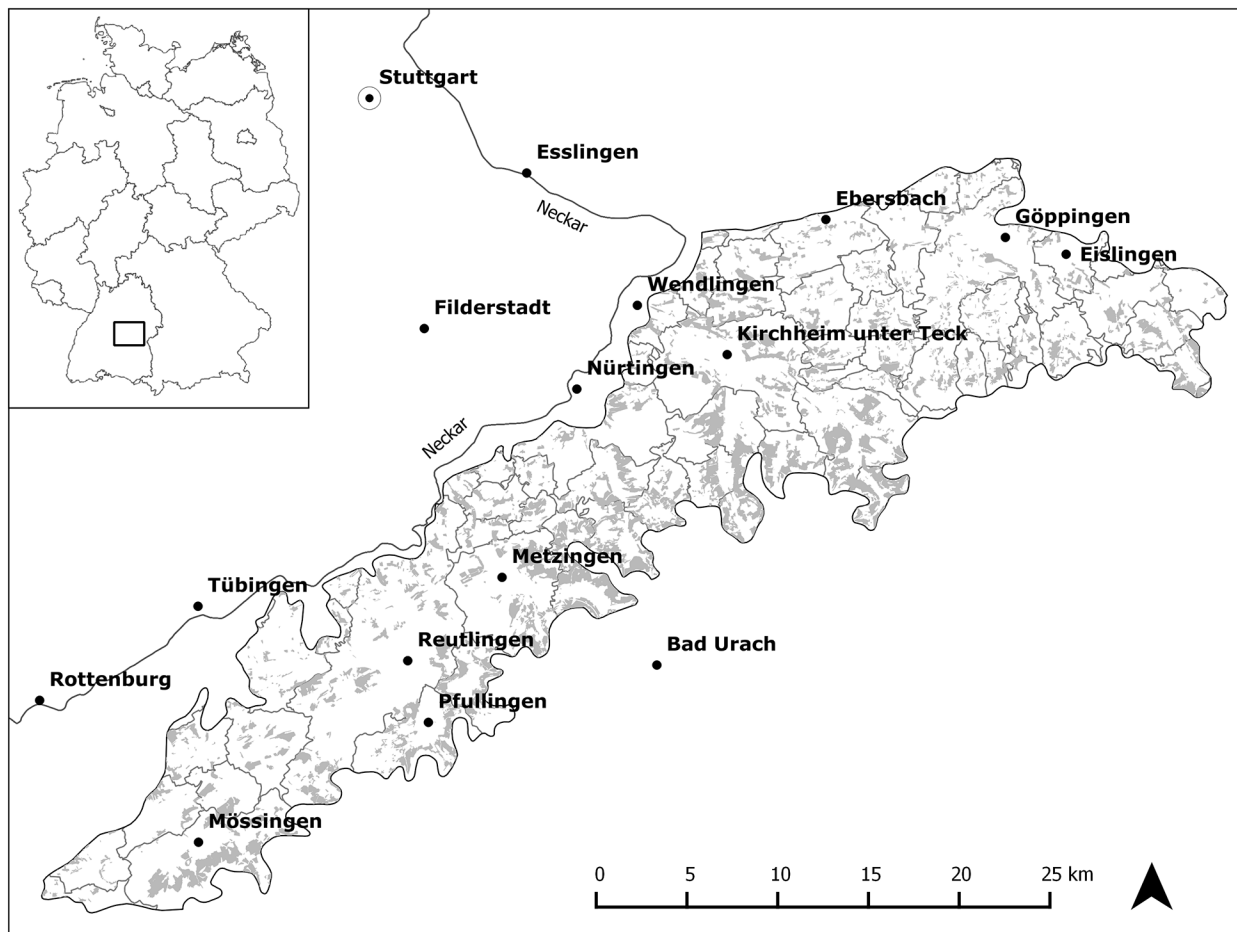 Stuttgart
Esslingen
Neckar
Ebersbach
Göppingen
Eislingen
Wendlingen
Filderstadt
Kirchheim unter Teck
Nürtingen
Neckar
Metzingen
Tübingen
Reutlingen
Bad Urach
Rottenburg
Pfullingen
Mössingen
0 5 10 15 20 25 km